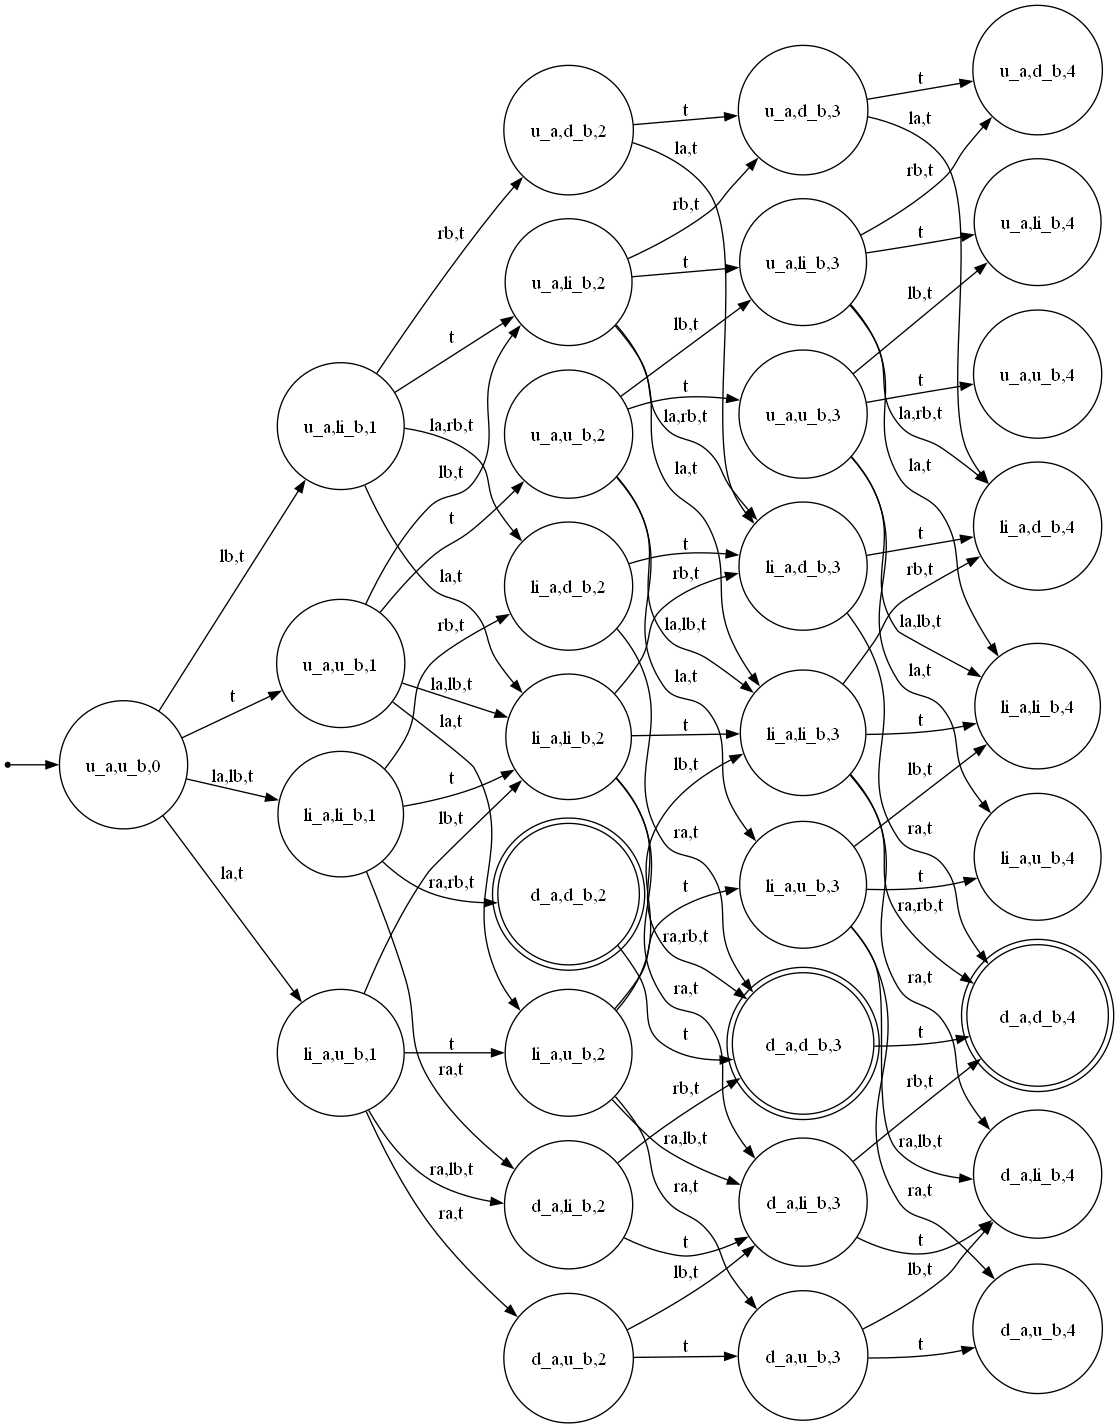 u_a,d_b,4
t
u_a,d_b,3
t
la,t
u_a,d_b,2
la,t
rb,t
rb,t
u_a,li_b,4
rb,t
t
t
u_a,li_b,3
u_a,li_b,2
lb,t
lb,t
t
u_a,u_b,4
t
t
la,rb,t
u_a,u_b,3
la,rb,t
la,rb,t
u_a,li_b,1
u_a,u_b,2
la,t
la,t
lb,t
t
li_a,d_b,4
t
t
lb,t
rb,t
rb,t
li_a,d_b,3
la,t
li_a,d_b,2
la,lb,t
la,lb,t
rb,t
u_a,u_b,1
la,t
la,t
la,lb,t
t
li_a,li_b,4
la,t
t
t
li_a,li_b,3
li_a,li_b,2
u_a,u_b,0
lb,t
lb,t
la,lb,t
t
li_a,li_b,1
lb,t
ra,t
ra,t
li_a,u_b,4
t
la,t
ra,rb,t
t
li_a,u_b,3
d_a,d_b,2
ra,rb,t
ra,rb,t
ra,t
ra,t
d_a,d_b,4
t
t
d_a,d_b,3
t
li_a,u_b,1
li_a,u_b,2
ra,t
rb,t
rb,t
ra,lb,t
ra,lb,t
ra,lb,t
d_a,li_b,4
ra,t
ra,t
d_a,li_b,3
d_a,li_b,2
ra,t
t
t
lb,t
lb,t
d_a,u_b,4
t
t
d_a,u_b,3
d_a,u_b,2